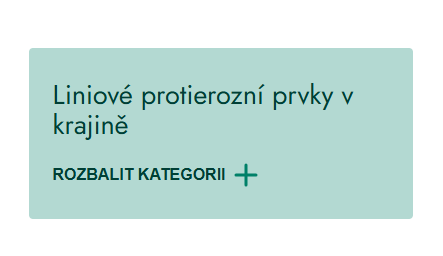 Liniové protierozní prvky v
krajině
ROZBALIT KATEGORII